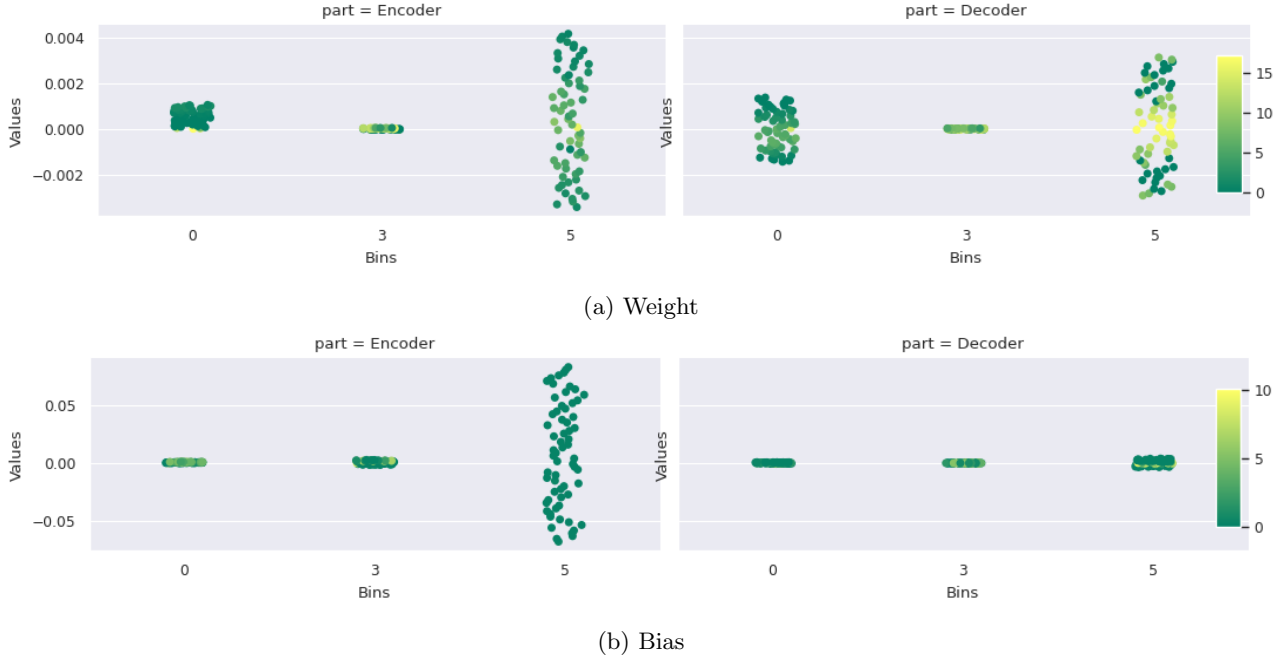 part = Encoder
part = Decoder
0.004
0.002
0.000
−0.002
Values
Values
15
10
5
0
0
3
5
0
3
5
Bins
Bins
(a) Weight
part = Encoder
part = Decoder
0.05
0.00
−0.05
Values
Values
10
5
0
0
3
5
0
3
5
Bins
Bins
(b) Bias